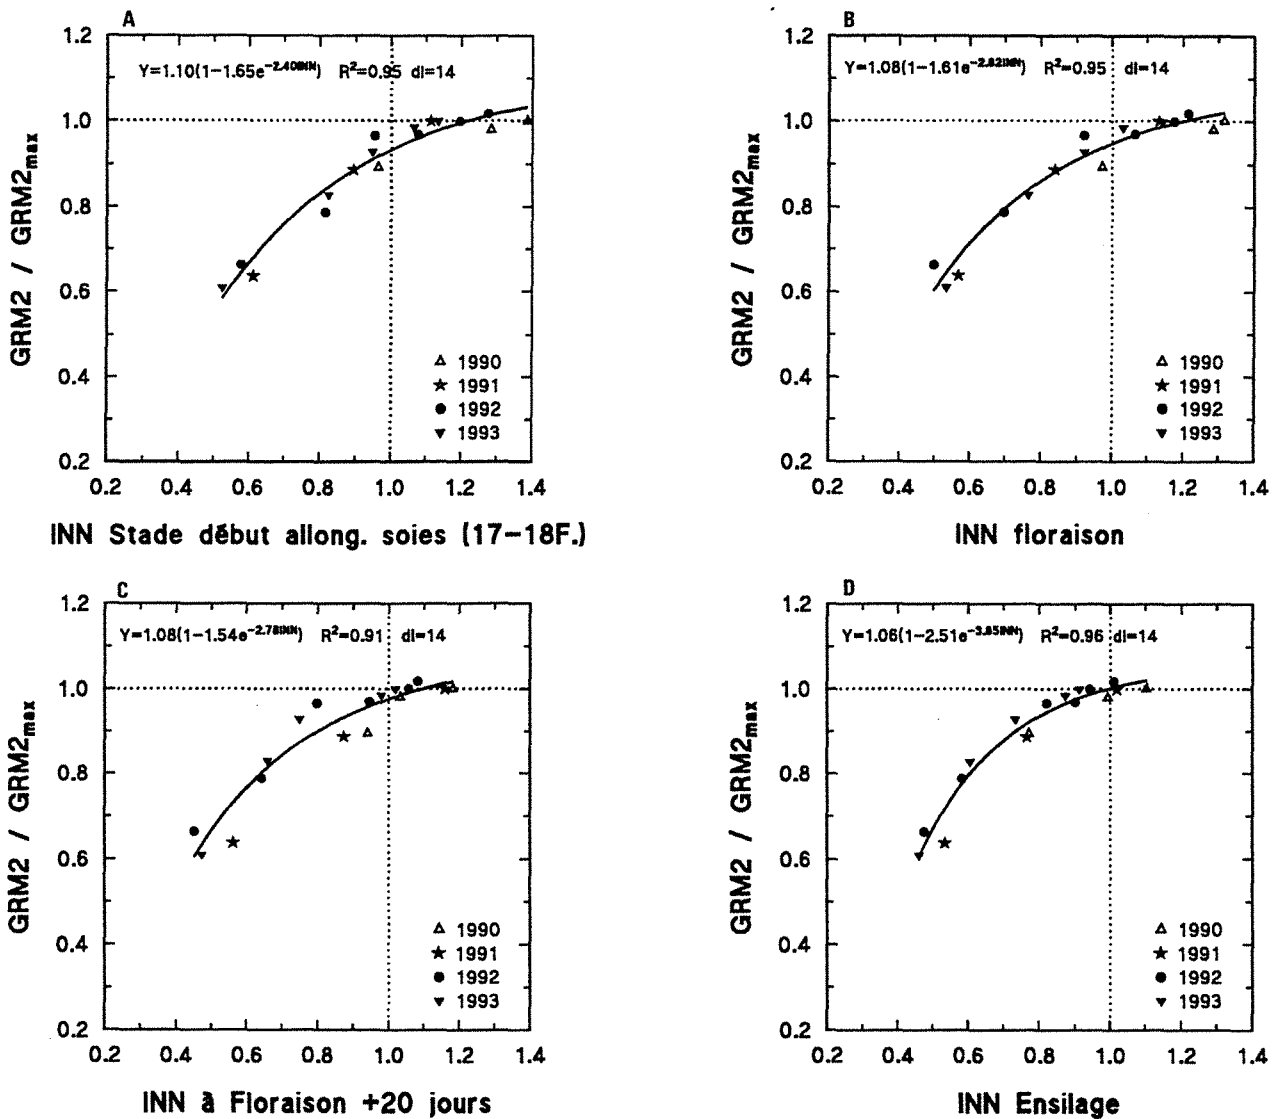 A
Y=1.10(1-1.65e-2.40INN) R2=0.95 dl=14
GRM2 / GRM2max
1.2
1.0
0.8
0.6
0.4
0.2
△ 1990
★ 1991
● 1992
▼ 1993
0.2 0.4 0.6 0.8 1.0 1.2 1.4
INN Stade début allong. soies (17-18F.)
B
Y=1.08(1-1.61e-2.82INN) R2=0.95 dl=14
GRM2 / GRM2max
1.2
1.0
0.8
0.6
0.4
0.2
△ 1990
★ 1991
● 1992
▼ 1993
0.2 0.4 0.6 0.8 1.0 1.2 1.4
INN floraison
C
Y=1.08(1-1.54e-2.78INN) R2=0.91 dl=14
GRM2 / GRM2max
1.2
1.0
0.8
0.6
0.4
0.2
△ 1990
★ 1991
● 1992
▼ 1993
0.2 0.4 0.6 0.8 1.0 1.2 1.4
INN à Floraison +20 jours
D
Y=1.06(1-2.51e-3.85INN) R2=0.96 dl=14
GRM2 / GRM2max
1.2
1.0
0.8
0.6
0.4
0.2
△ 1990
★ 1991
● 1992
▼ 1993
0.2 0.4 0.6 0.8 1.0 1.2 1.4
INN Ensilage